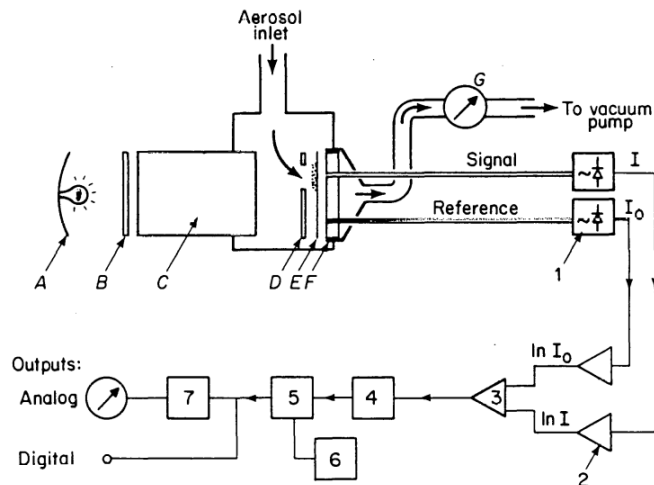 Aerosol
inlet
G
To vacuum
pump
Signal
I
Reference
I₀
A
B
C
D
E
F
1
Outputs:
Analog
7
5
4
3
ln I₀
ln I
Digital
6
2